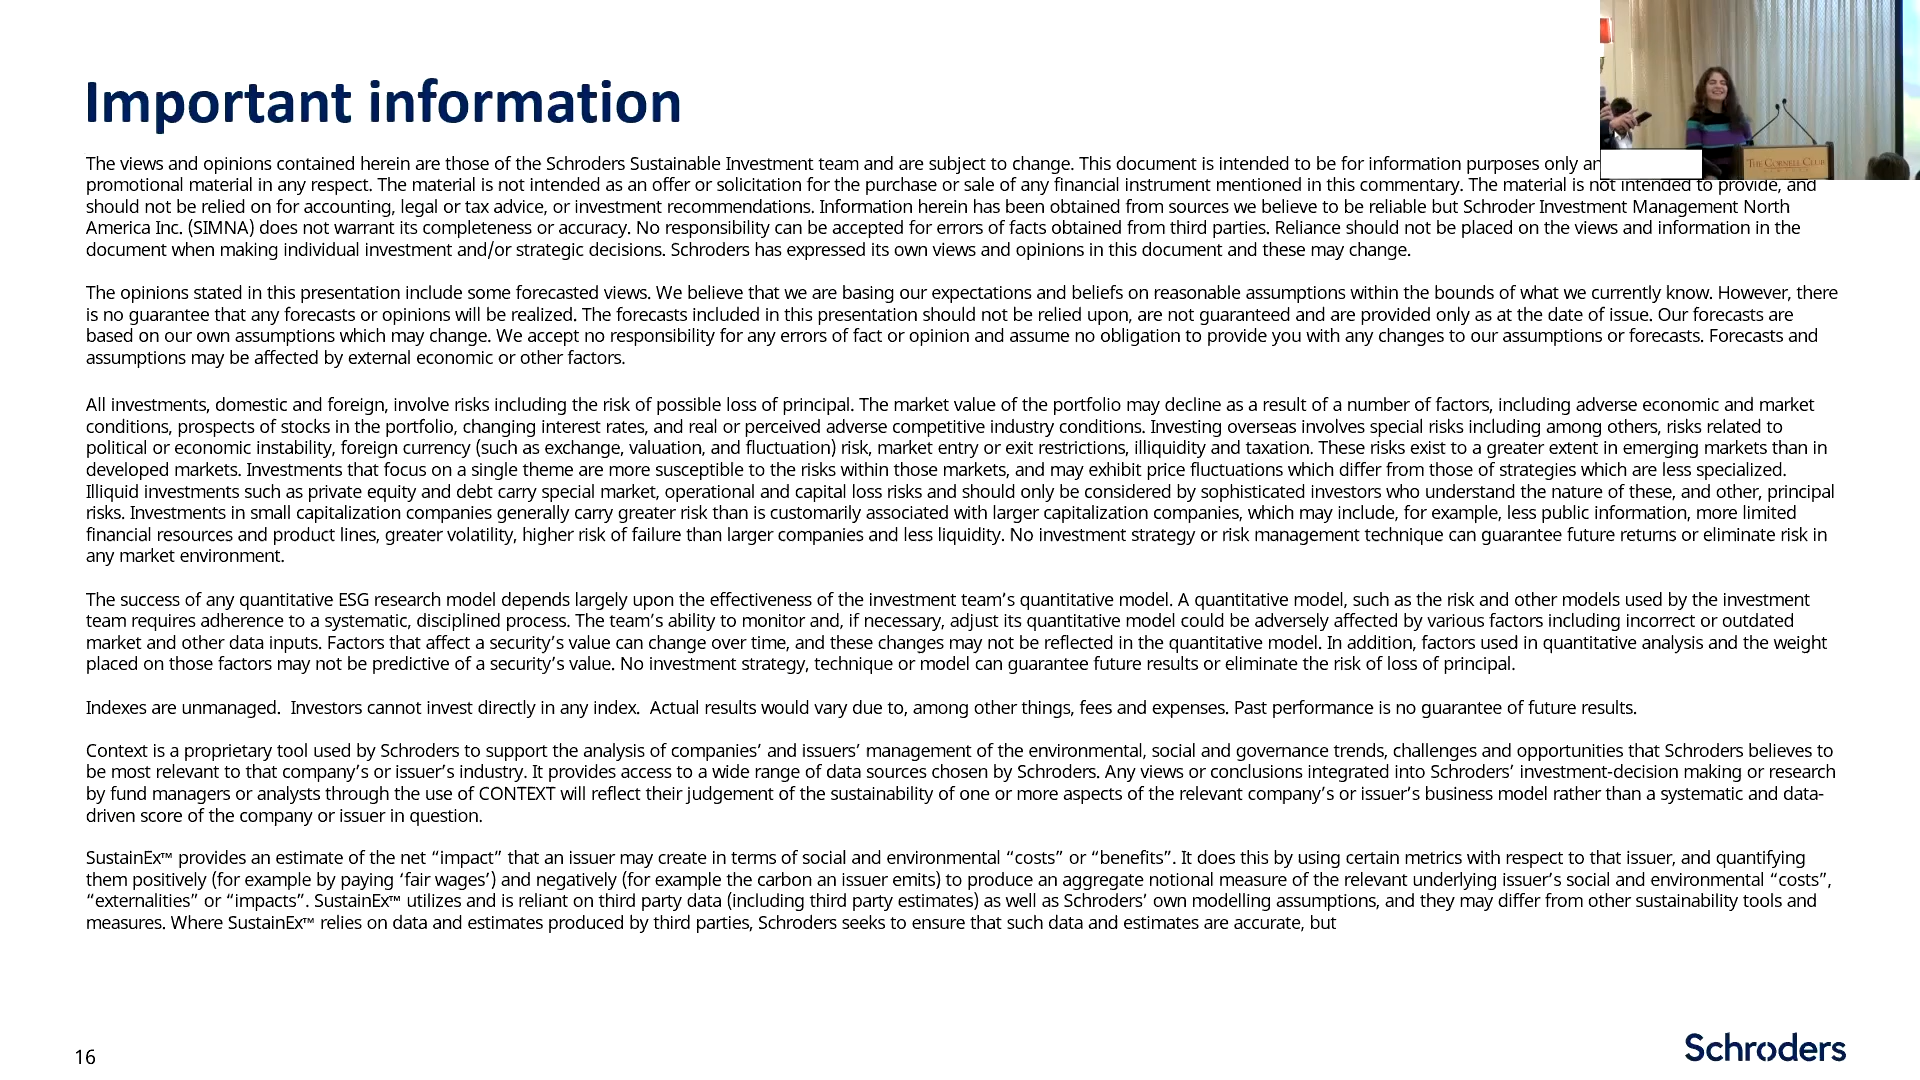 Important information
The views and opinions contained herein are those of the Schroders Sustainable Investment team and are subject to change. This document is intended to be for information purposes only
promotional material in any respect. The material is not intended as an offer or solicitation for the purchase or sale of any financial instrument mentioned in this commentary. The material is not intended to provide, and
should not be relied on for accounting, legal or tax advice, or investment recommendations. Information herein has been obtained from sources we believe to be reliable but Schroder Investment Management North
America Inc. (SIMNA) does not warrant its completeness or accuracy. No responsibility can be accepted for errors of facts obtained from third parties. Reliance should not be placed on the views and information in the
document when making individual investment and/or strategic decisions. Schroders has expressed its own views and opinions in this document and these may change.
The opinions stated in this presentation include some forecasted views. We believe that we are basing our expectations and beliefs on reasonable assumptions within the bounds of what we currently know. However, there
is no guarantee that any forecasts or opinions will be realized. The forecasts included in this presentation should not be relied upon, are not guaranteed and are provided only as at the date of issue. Our forecasts are
based on our own assumptions which may change. We accept no responsibility for any errors of fact or opinion and assume no obligation to provide you with any changes to our assumptions or forecasts. Forecasts and
assumptions may be affected by external economic or other factors.
All investments, domestic and foreign, involve risks including the risk of possible loss of principal. The market value of the portfolio may decline as a result of a number of factors, including adverse economic and market
conditions, prospects of stocks in the portfolio, changing interest rates, and real or perceived adverse competitive industry conditions. Investing overseas involves special risks including among others, risks related to
political or economic instability, foreign currency (such as exchange, valuation, and fluctuation) risk, market entry or exit restrictions, illiquidity and taxation. These risks exist to a greater extent in emerging markets than in
developed markets. Investments that focus on a single theme are more susceptible to the risks within those markets, and may exhibit price fluctuations which differ from those of strategies which are less specialized.
Illiquid investments such as private equity and debt carry special market, operational and capital loss risks and should only be considered by sophisticated investors who understand the nature of these, and other, principal
risks. Investments in small capitalization companies generally carry greater risk than is customarily associated with larger capitalization companies, which may include, for example, less public information, more limited
financial resources and product lines, greater volatility, higher risk of failure than larger companies and less liquidity. No investment strategy or risk management technique can guarantee future returns or eliminate risk in
any market environment.
The success of any quantitative ESG research model depends largely upon the effectiveness of the investment team’s quantitative model. A quantitative model, such as the risk and other models used by the investment
team requires adherence to a systematic, disciplined process. The team’s ability to monitor and, if necessary, adjust its quantitative model could be adversely affected by various factors including incorrect or outdated
market and other data inputs. Factors that affect a security’s value can change over time, and these changes may not be reflected in the quantitative model. In addition, factors used in quantitative analysis and the weight
placed on those factors may not be predictive of a security’s value. No investment strategy, technique or model can guarantee future results or eliminate the risk of loss of principal.
Indexes are unmanaged.  Investors cannot invest directly in any index.  Actual results would vary due to, among other things, fees and expenses. Past performance is no guarantee of future results.
Context is a proprietary tool used by Schroders to support the analysis of companies’ and issuers’ management of the environmental, social and governance trends, challenges and opportunities that Schroders believes to
be most relevant to that company’s or issuer’s industry. It provides access to a wide range of data sources chosen by Schroders. Any views or conclusions integrated into Schroders’ investment-decision making or research
by fund managers or analysts through the use of CONTEXT will reflect their judgement of the sustainability of one or more aspects of the relevant company’s or issuer’s business model rather than a systematic and data-
driven score of the company or issuer in question.
SustainEx™ provides an estimate of the net “impact” that an issuer may create in terms of social and environmental “costs” or “benefits”. It does this by using certain metrics with respect to that issuer, and quantifying
them positively (for example by paying ‘fair wages’) and negatively (for example the carbon an issuer emits) to produce an aggregate notional measure of the relevant underlying issuer’s social and environmental “costs”,
“externalities” or “impacts”. SustainEx™ utilizes and is reliant on third party data (including third party estimates) as well as Schroders’ own modelling assumptions, and they may differ from other sustainability tools and
measures. Where SustainEx™ relies on data and estimates produced by third parties, Schroders seeks to ensure that such data and estimates are accurate, but
16
Schroders
THE CORNELL CLUB